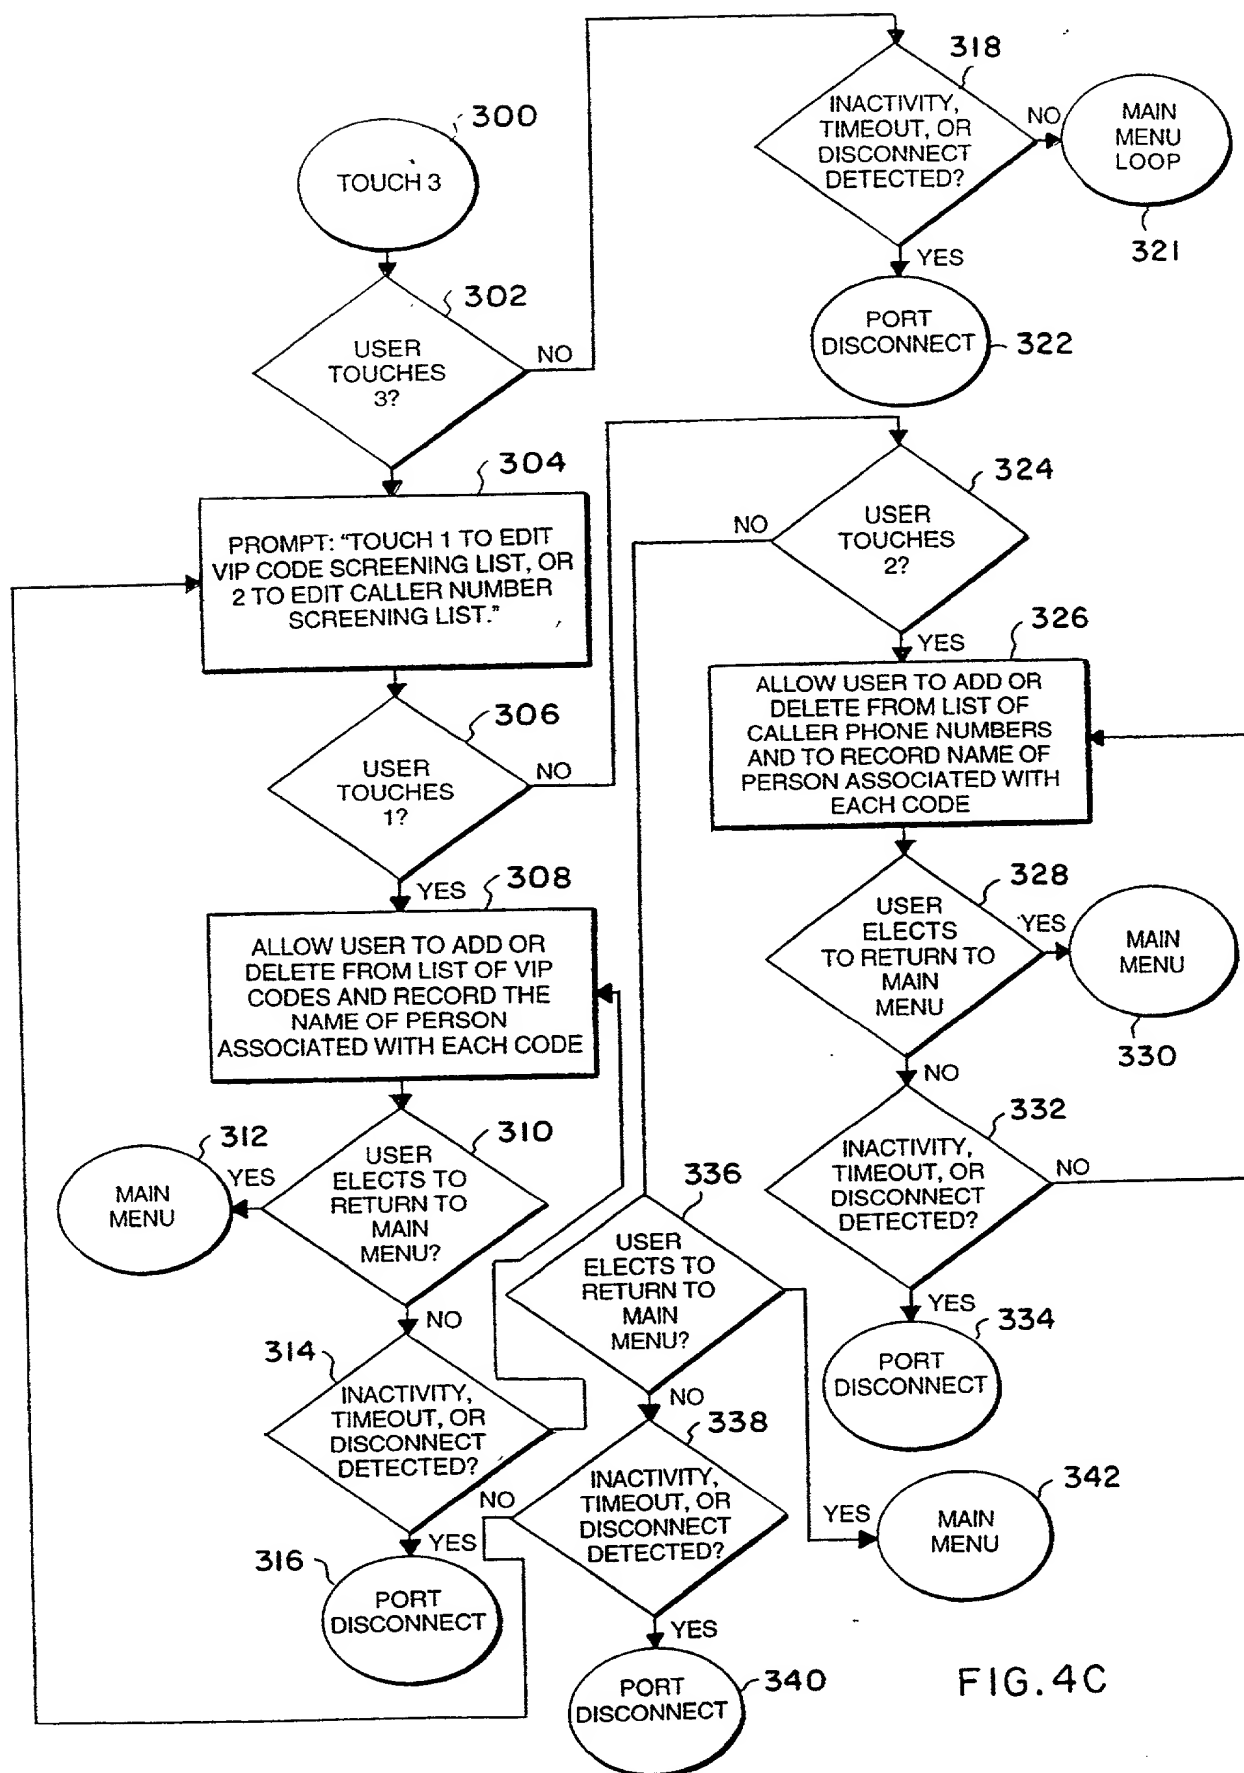 300
TOUCH 3
302
USER
TOUCHES
3?
NO
318
INACTIVITY,
TIMEOUT, OR
DISCONNECT
DETECTED?
NO
MAIN
MENU
LOOP
321
YES
PORT
DISCONNECT
322
304
PROMPT: “TOUCH 1 TO EDIT
VIP CODE SCREENING LIST, OR
2 TO EDIT CALLER NUMBER
SCREENING LIST.”
306
USER
TOUCHES
1?
NO
YES
308
ALLOW USER TO ADD OR
DELETE FROM LIST OF VIP
CODES AND RECORD THE
NAME OF PERSON
ASSOCIATED WITH EACH CODE
310
USER
ELECTS TO
RETURN TO
MAIN
MENU?
YES
312
MAIN
MENU
NO
314
INACTIVITY,
TIMEOUT, OR
DISCONNECT
DETECTED?
YES
316
PORT
DISCONNECT
324
USER
TOUCHES
2?
NO
YES
326
ALLOW USER TO ADD OR
DELETE FROM LIST OF
CALLER PHONE NUMBERS
AND TO RECORD NAME OF
PERSON ASSOCIATED WITH
EACH CODE
328
USER
ELECTS
TO RETURN TO
MAIN
MENU
YES
MAIN
MENU
330
NO
332
INACTIVITY,
TIMEOUT, OR
DISCONNECT
DETECTED?
NO
YES
334
PORT
DISCONNECT
336
USER
ELECTS TO
RETURN TO
MAIN
MENU?
NO
338
INACTIVITY,
TIMEOUT, OR
DISCONNECT
DETECTED?
NO
YES
340
PORT
DISCONNECT
YES
342
MAIN
MENU
FIG. 4C